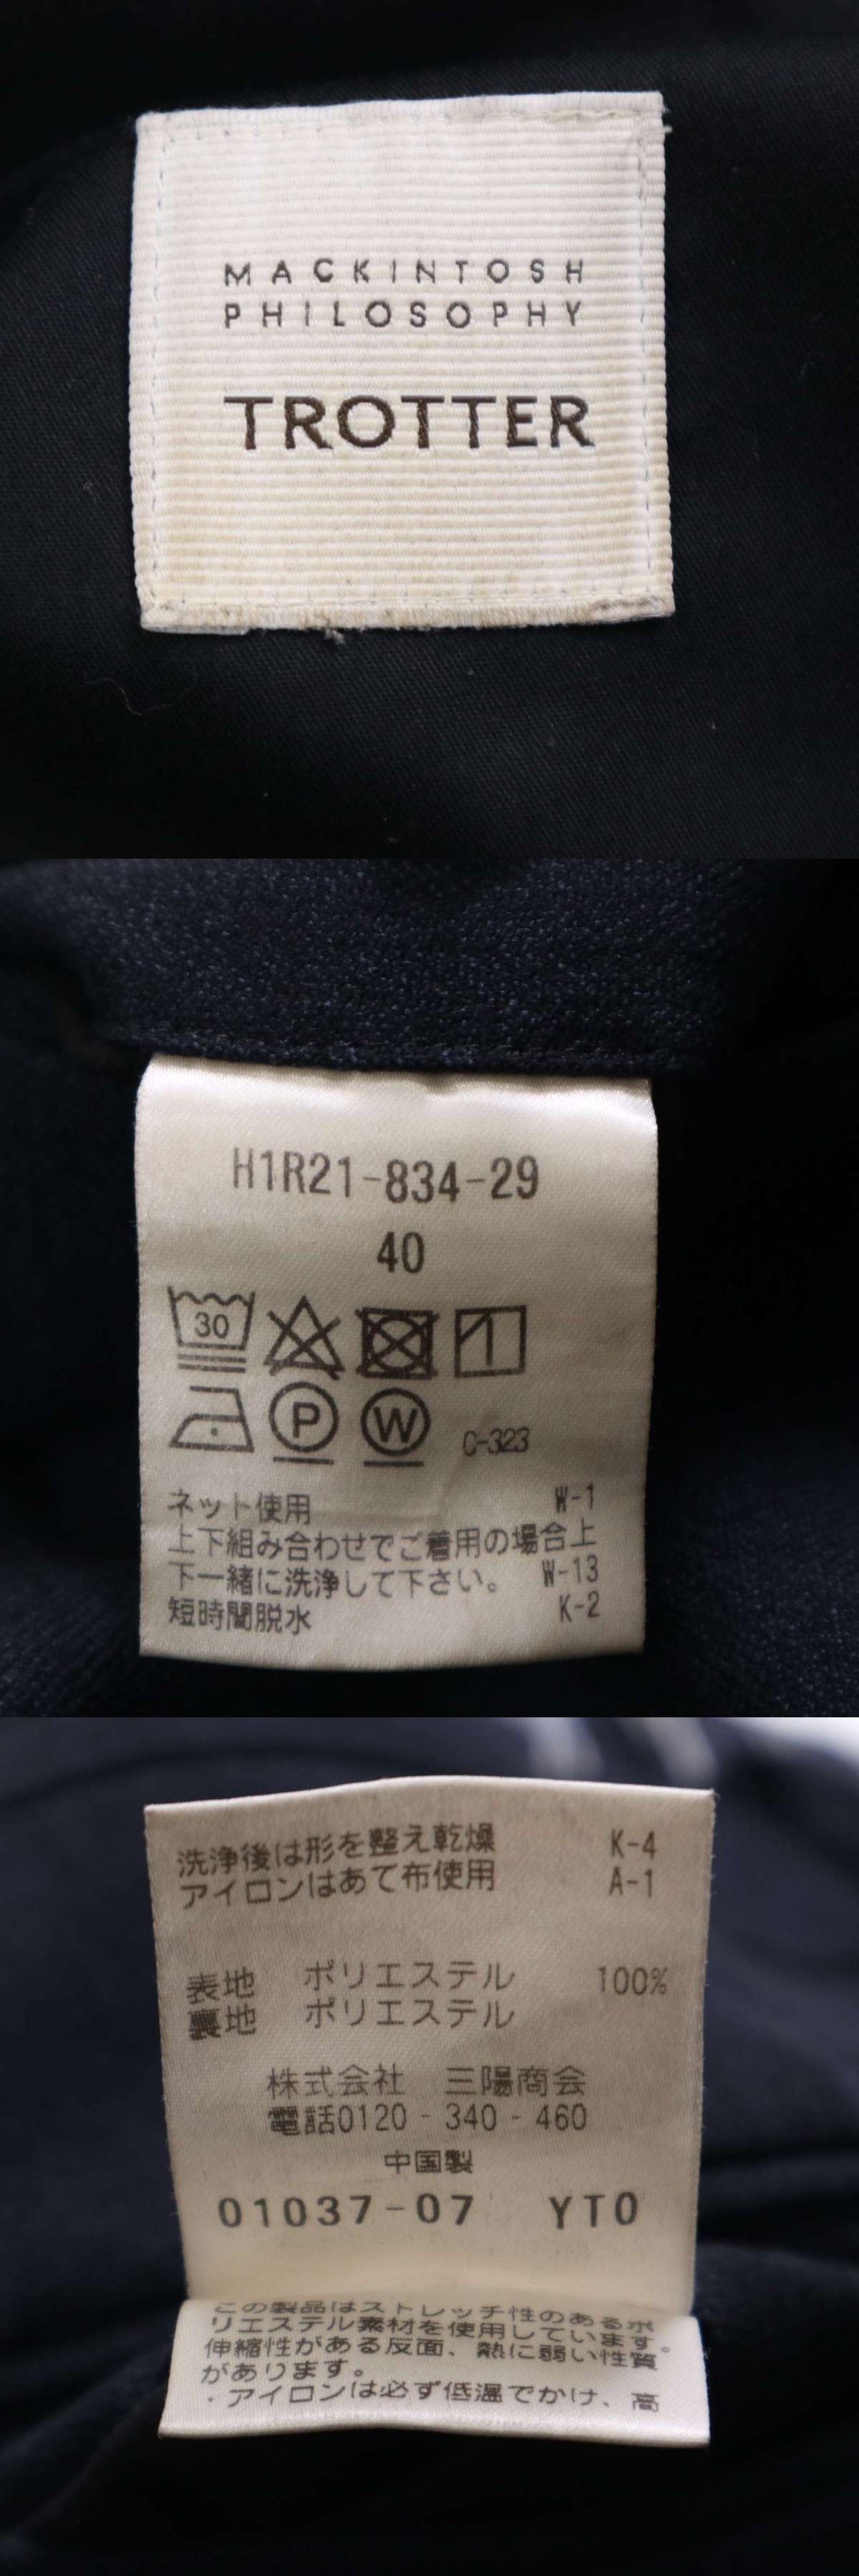 MACKINTOSH
PHILOSOPHY
TROTTER
H1R21-834-29
40
30
P W C-323
ネット使用 W-1
上下組み合わせでご着用の場合上
下一緒に洗浄して下さい。 W-13
短時間脱水 K-2
洗浄後は形を整え乾燥 K-4
アイロンはあて布使用 A-1
表地 ポリエステル 100%
裏地 ポリエステル
株式会社 三陽商会
電話0120-340-460
中国製
01037-07 YTO
この製品はストレッチ性のあるポ
リエステル素材を使用しています。
伸縮性がある反面、熱に弱い性質
があります。
・アイロンは必ず低温でかけ、高